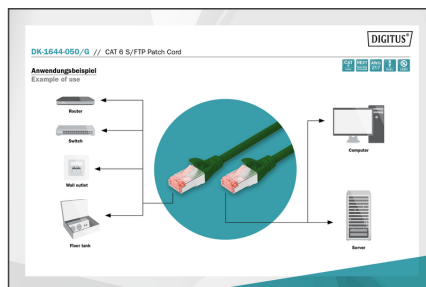 DIGITUS®
DK-1644-050/G // CAT 6 S/FTP Patch Cord
Anwendungsbeispiel
Example of use
Router
Switch
Wall outlet
Floor tank
Computer
Server